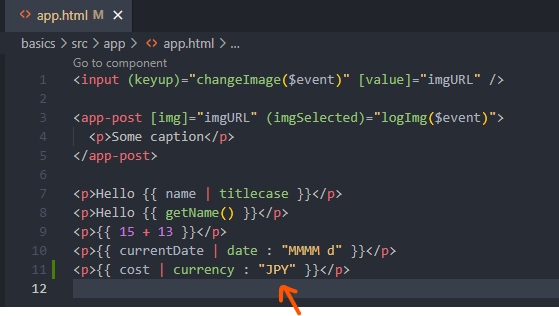 <> app.html M X
basics > src > app > <> app.html > ...
Go to component
1 <input (keyup)="changeImage($event)" [value]="imgURL" />
2
3 <app-post [img]="imgURL" (imgSelected)="logImg($event)">
4 <p>Some caption</p>
5 </app-post>
6
7 <p>Hello {{ name | titlecase }}</p>
8 <p>Hello {{ getName() }}</p>
9 <p>{{ 15 + 13 }}</p>
10 <p>{{ currentDate | date : "MMMM d" }}</p>
11 <p>{{ cost | currency : "JPY" }}</p>
12